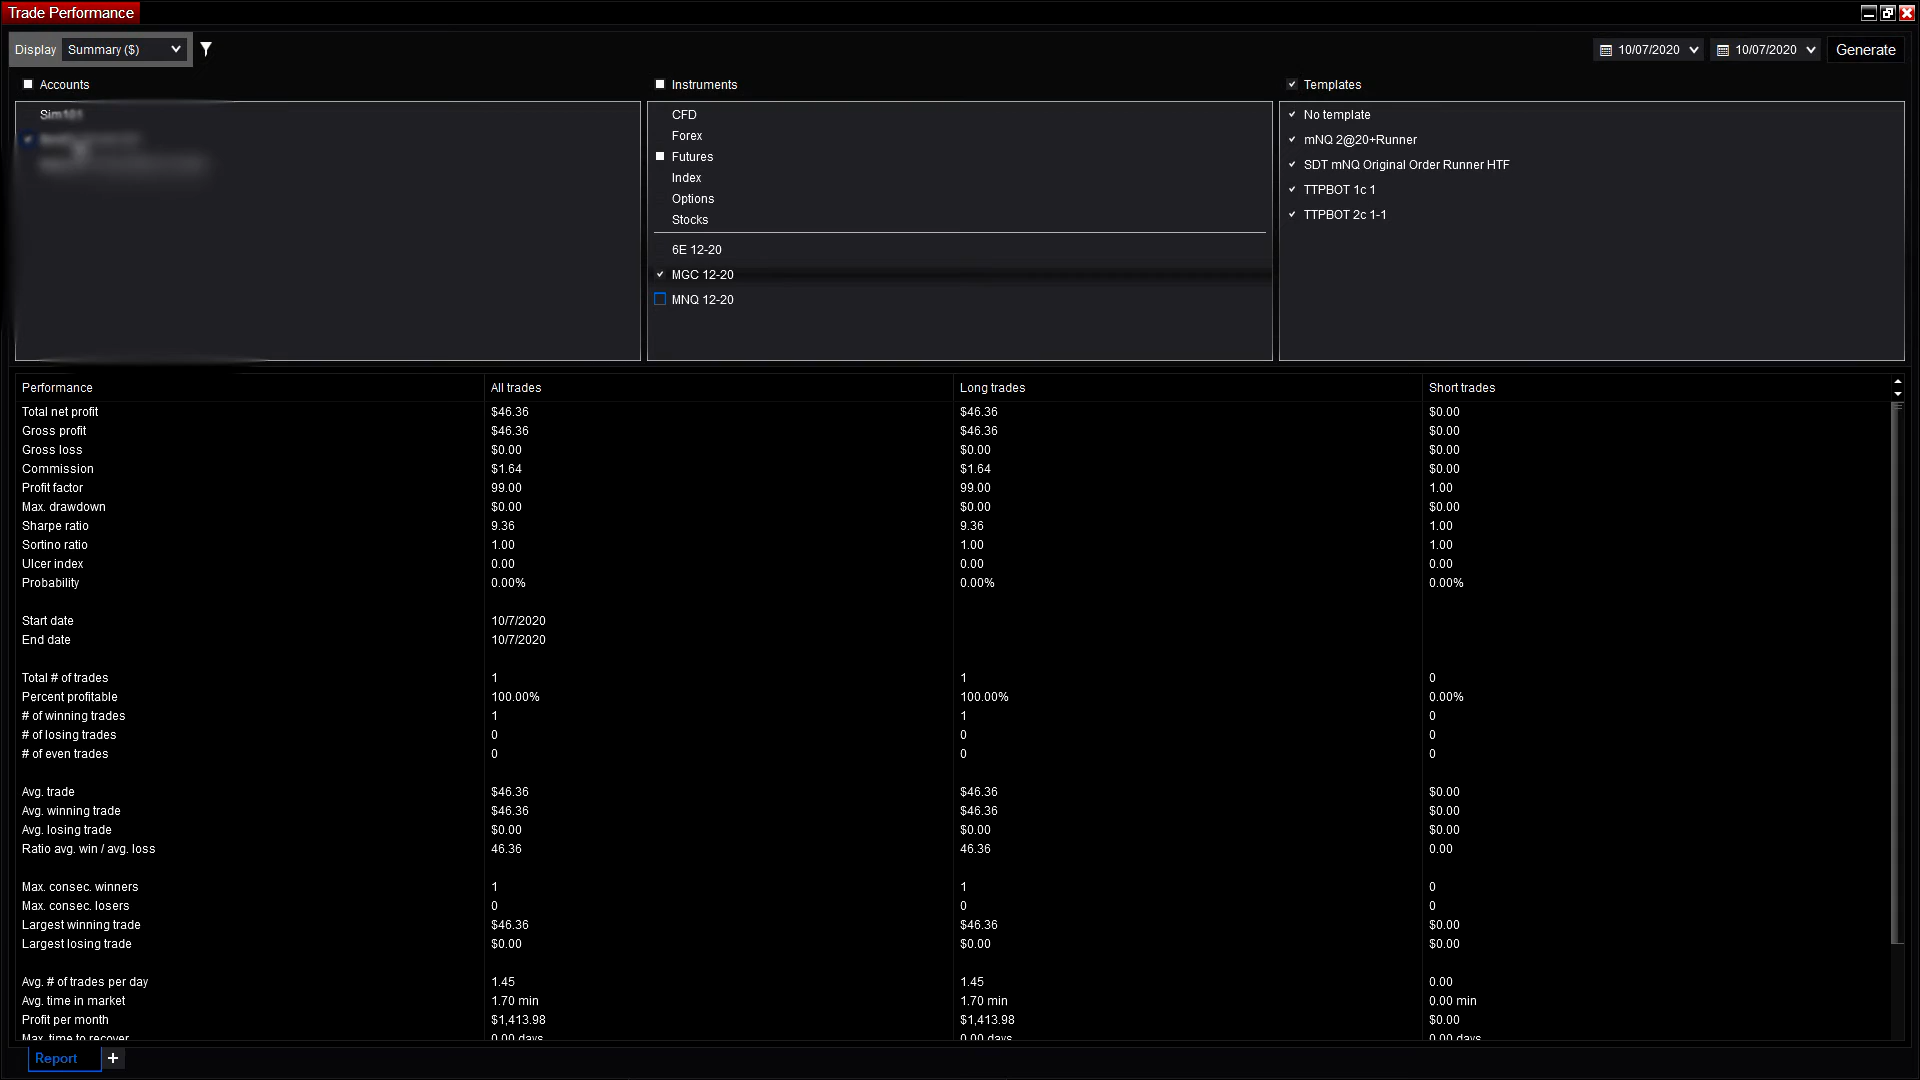 Trade Performance
Display Summary ($) 10/07/2020 10/07/2020 Generate
Accounts Instruments Templates
Sim101
CFD
Forex
Futures
Index
Options
Stocks
6E 12-20
MGC 12-20
MNQ 12-20
No template
mNQ 2@20+Runner
SDT mNQ Original Order Runner HTF
TTPBOT 1c 1
TTPBOT 2c 1-1
Performance All trades Long trades Short trades
Total net profit $46.36 $46.36 $0.00
Gross profit $46.36 $46.36 $0.00
Gross loss $0.00 $0.00 $0.00
Commission $1.64 $1.64 $0.00
Profit factor 99.00 99.00 1.00
Max. drawdown $0.00 $0.00 $0.00
Sharpe ratio 9.36 9.36 1.00
Sortino ratio 1.00 1.00 1.00
Ulcer index 0.00 0.00 0.00
Probability 0.00% 0.00% 0.00%
Start date 10/7/2020
End date 10/7/2020
Total # of trades 1 1 0
Percent profitable 100.00% 100.00% 0.00%
# of winning trades 1 1 0
# of losing trades 0 0 0
# of even trades 0 0 0
Avg. trade $46.36 $46.36 $0.00
Avg. winning trade $46.36 $46.36 $0.00
Avg. losing trade $0.00 $0.00 $0.00
Ratio avg. win / avg. loss 46.36 46.36 0.00
Max. consec. winners 1 1 0
Max. consec. losers 0 0 0
Largest winning trade $46.36 $46.36 $0.00
Largest losing trade $0.00 $0.00 $0.00
Avg. # of trades per day 1.45 1.45 0.00
Avg. time in market 1.70 min 1.70 min 0.00 min
Profit per month $1,413.98 $1,413.98 $0.00
Max. time to recover 0.00 days 0.00 days 0.00 days
Report +